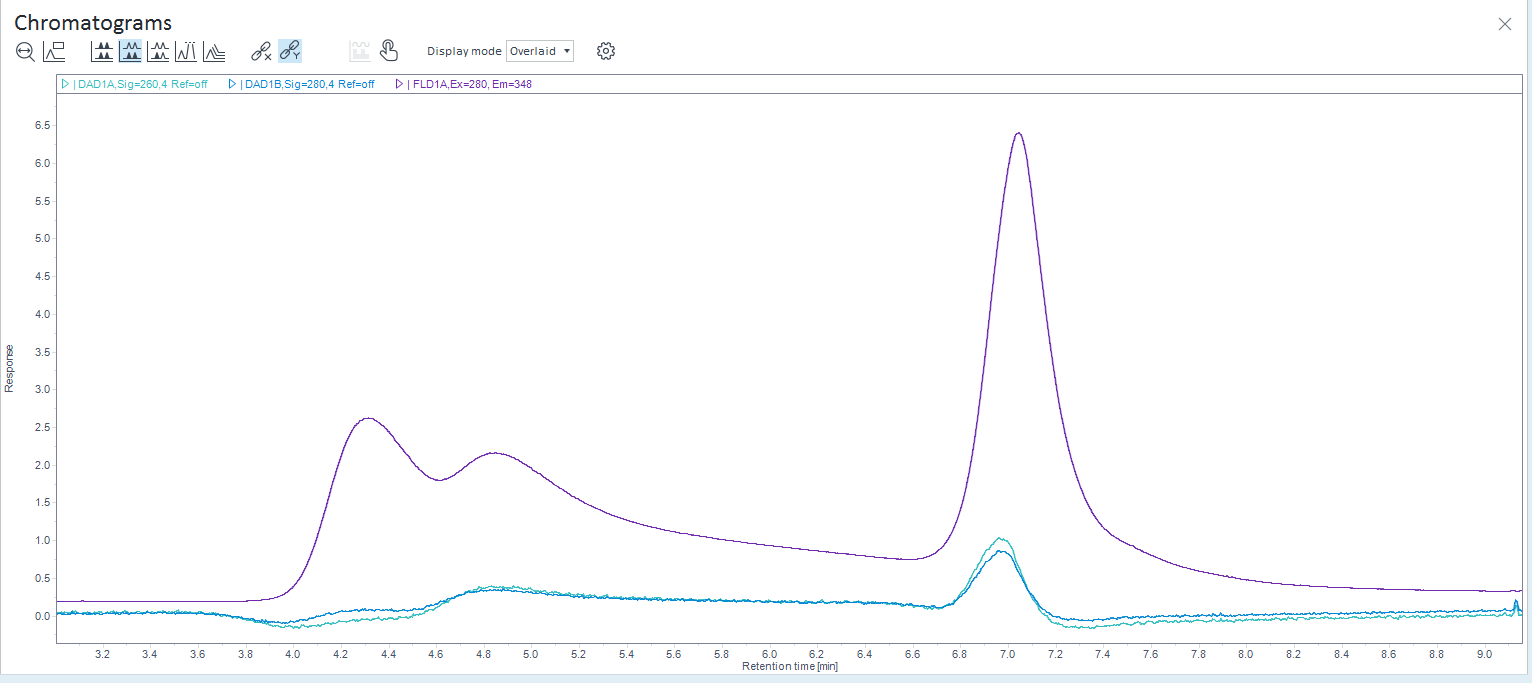 Chromatograms
X Y Display mode Overlaid
| DAD1A,Sig=260,4 Ref=off | DAD1B,Sig=280,4 Ref=off | FLD1A,Ex=280, Em=348
6.5
6.0
5.5
5.0
4.5
4.0
3.5
3.0
2.5
2.0
1.5
1.0
0.5
0.0
Response
3.2 3.4 3.6 3.8 4.0 4.2 4.4 4.6 4.8 5.0 5.2 5.4 5.6 5.8 6.0 6.2 6.4 6.6 6.8 7.0 7.2 7.4 7.6 7.8 8.0 8.2 8.4 8.6 8.8 9.0
Retention time [min]